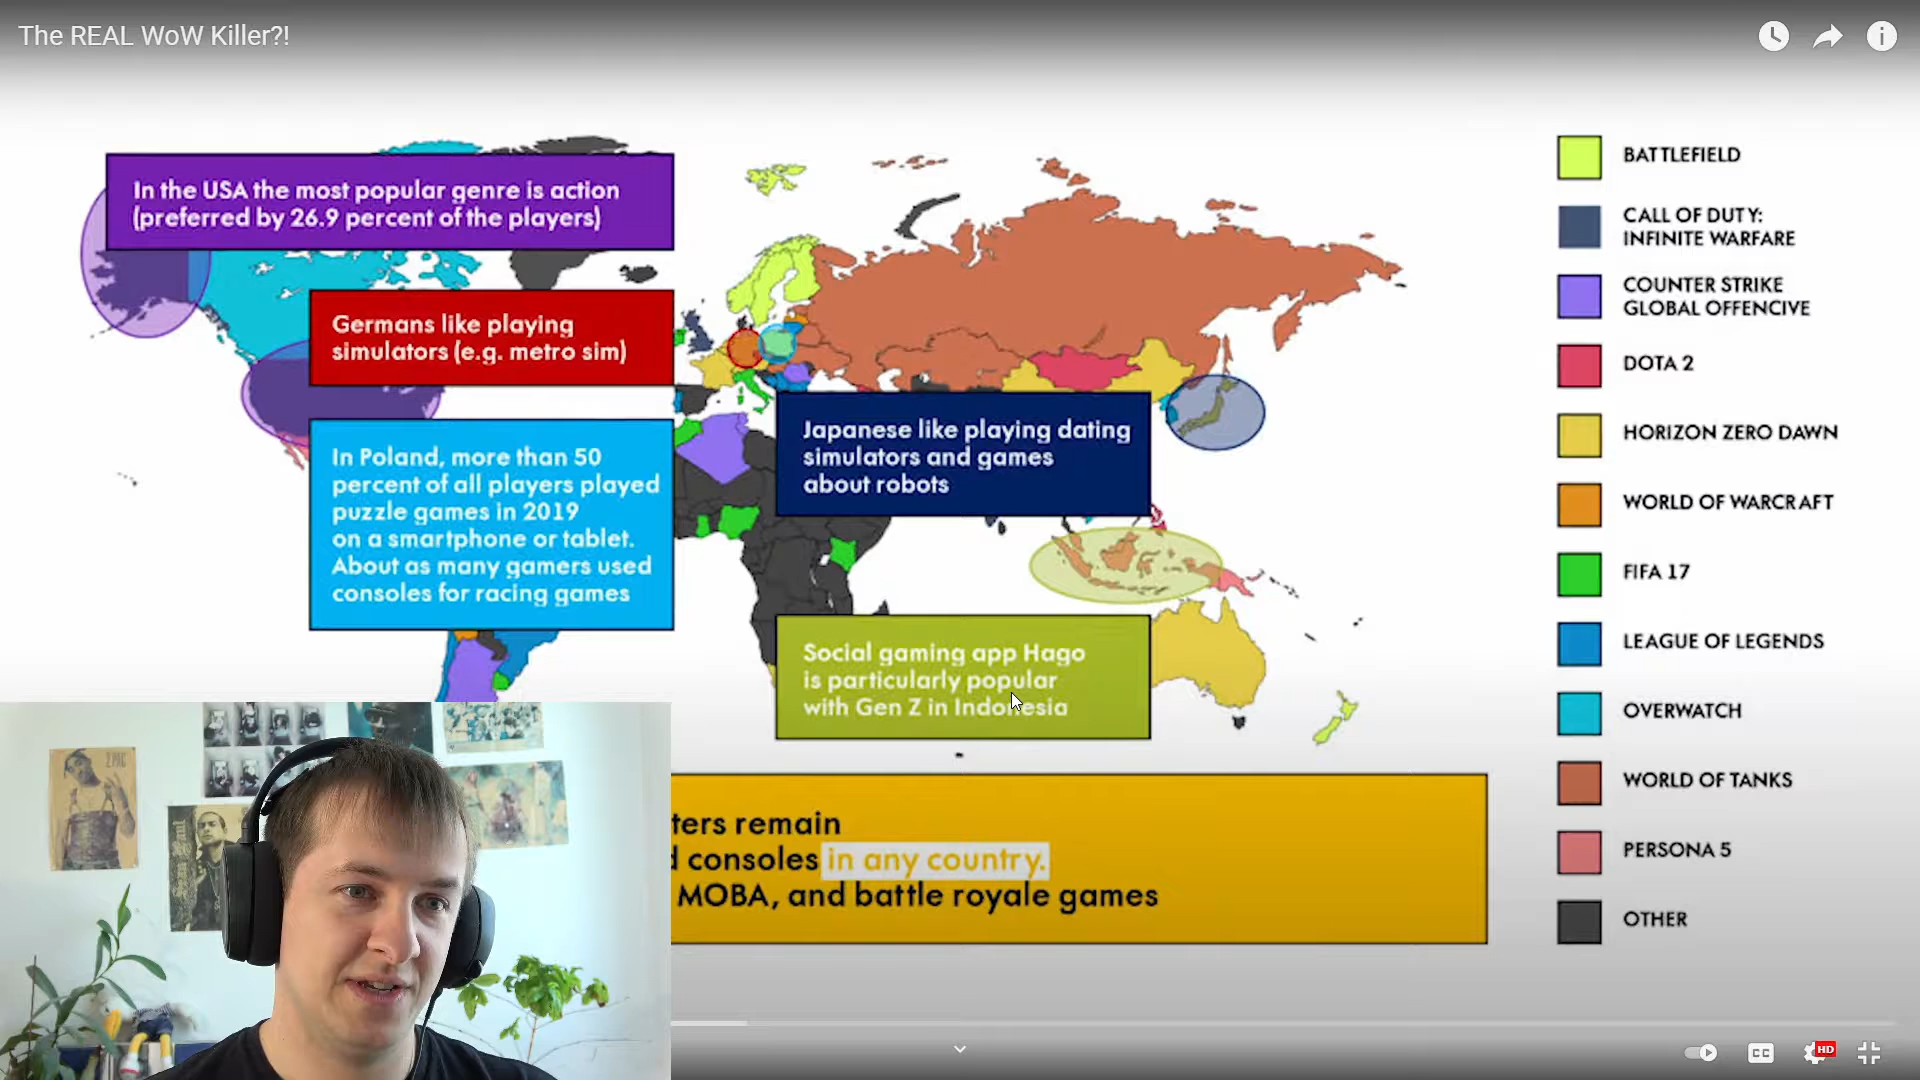 The REAL WoW Killer?!
In the USA the most popular genre is action
(preferred by 26.9 percent of the players)
Germans like playing
simulators (e.g. metro sim)
In Poland, more than 50
percent of all players played
puzzle games in 2019
on a smartphone or tablet.
About as many gamers used
consoles for racing games
Japanese like playing dating
simulators and games
about robots
Social gaming app Hago
is particularly popular
with Gen Z in Indonesia
ters remain
consoles in any country.
MOBA, and battle royale games
BATTLEFIELD
CALL OF DUTY:
INFINITE WARFARE
COUNTER STRIKE
GLOBAL OFFENCIVE
DOTA 2
HORIZON ZERO DAWN
WORLD OF WARCRAFT
FIFA 17
LEAGUE OF LEGENDS
OVERWATCH
WORLD OF TANKS
PERSONA 5
OTHER
2PAC
CC
HD